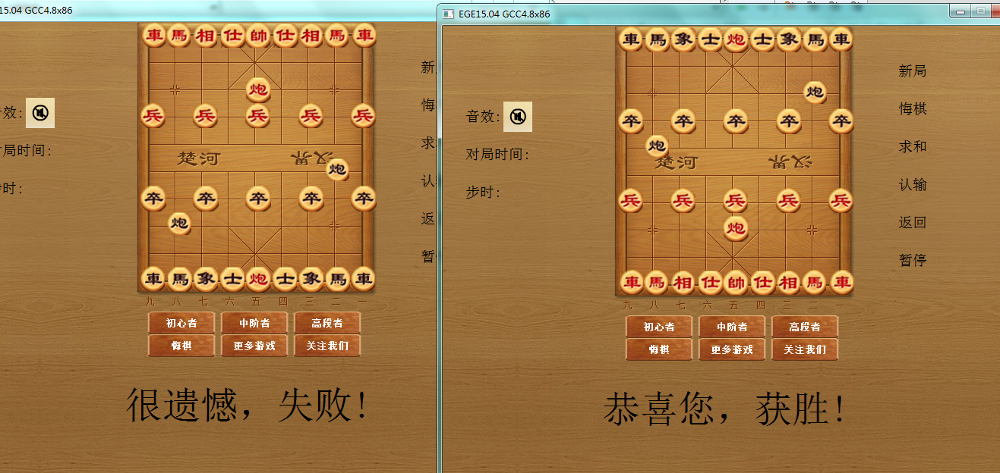 15.04 GCC4.8x86
車馬相仕帥仕相馬車
炮
兵兵兵兵兵
楚河
炮
卒卒卒卒卒
炮
車馬象士炮士象馬車
九 八 七 六 五 四 三 二 一
音效:
对局时间:
步时:
新
悔
求
认
返
暂
初心者 中阶者 高段者
悔棋 更多游戏 关注我们
很遗憾，失败!
EGE15.04 GCC4.8x86
車馬象士炮士象馬車
炮
卒卒卒卒卒
炮
楚河
兵兵兵兵兵
炮
車馬相仕帥仕相馬車
九 八 七 六 五 四 三 二 一
音效:
对局时间:
步时:
新局
悔棋
求和
认输
返回
暂停
初心者 中阶者 高段者
悔棋 更多游戏 关注我们
恭喜您，获胜!